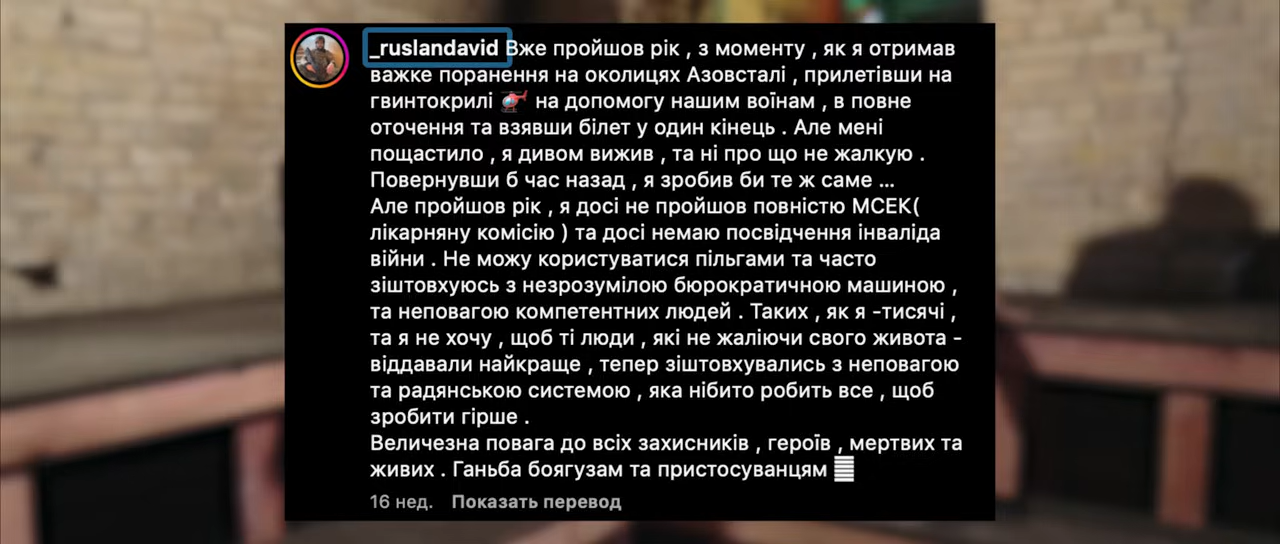 _ruslandavid Вже пройшов рік , з моменту , як я отримав
важке поранення на околицях Азовсталі , прилетівши на
гвинтокрилі 🚁 на допомогу нашим воїнам , в повне
оточення та взявши білет у один кінець . Але мені
пощастило , я дивом вижив , та ні про що не жалкую .
Повернувши б час назад , я зробив би те ж саме ...
Але пройшов рік , я досі не пройшов повністю МСЕК(
лікарняну комісію ) та досі немаю посвідчення інваліда
війни . Не можу користуватися пільгами та часто
зіштовхуюсь з незрозумілою бюрократичною машиною ,
та неповагою компетентних людей . Таких , як я -тисячі ,
та я не хочу , щоб ті люди , які не жаліючи свого живота -
віддавали найкраще , тепер зіштовхувались з неповагою
та радянською системою , яка нібито робить все , щоб
зробити гірше .
Величезна повага до всіх захисників , героїв , мертвих та
живих . Ганьба боягузам та пристосуванцям
16 нед. Показать перевод